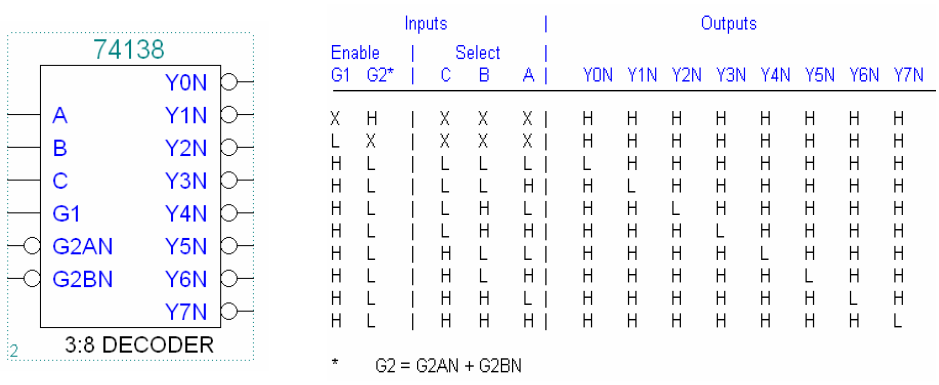 74138
Y0N
A Y1N
B Y2N
C Y3N
G1 Y4N
G2AN Y5N
G2BN Y6N
Y7N
2 3:8 DECODER
Inputs | Outputs
Enable | Select
G1 G2* | C B A | Y0N Y1N Y2N Y3N Y4N Y5N Y6N Y7N
X H | X X X | H H H H H H H H
L X | X X X | H H H H H H H H
H L | L L L | L H H H H H H H
H L | L L H | H L H H H H H H
H L | L H L | H H L H H H H H
H L | L H H | H H H L H H H H
H L | H L L | H H H H L H H H
H L | H L H | H H H H H L H H
H L | H H L | H H H H H H L H
H L | H H H | H H H H H H H L
* G2 = G2AN + G2BN